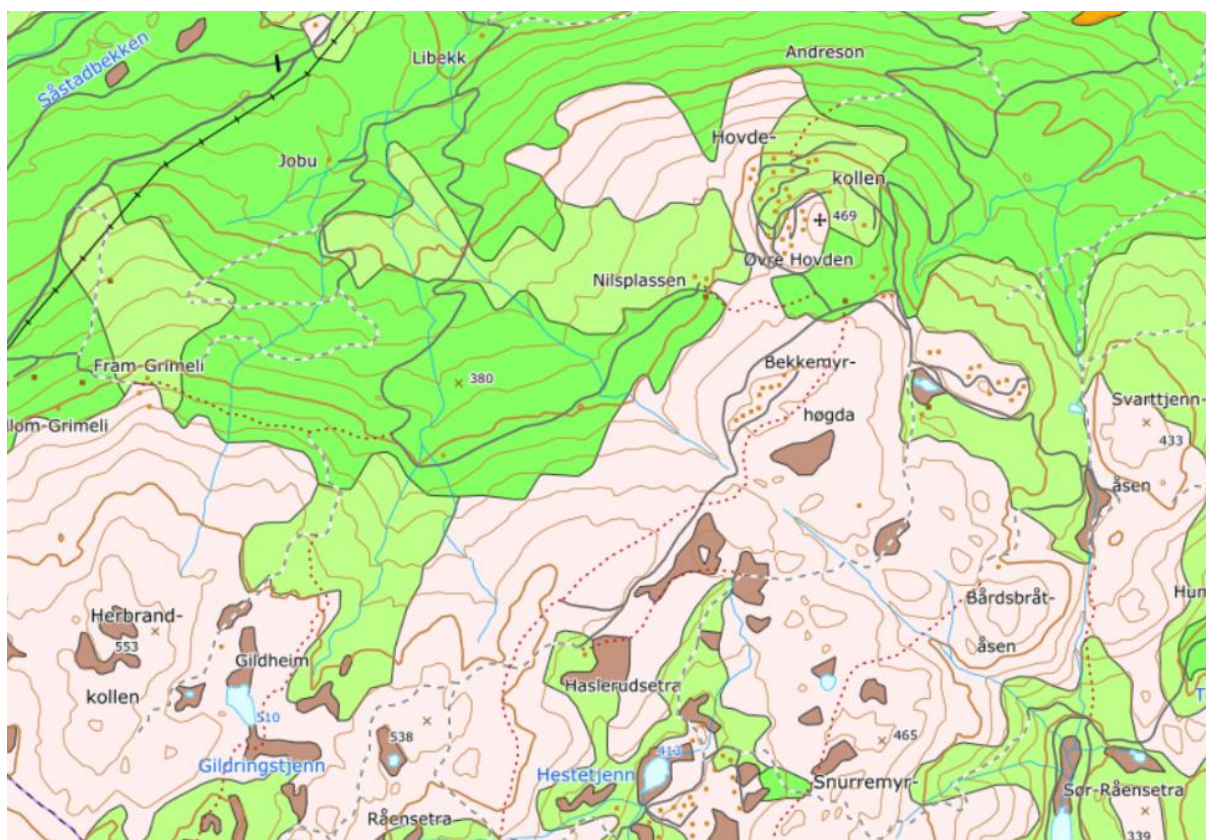 Såstadbekken
Libekk
Andreson
Hovde-
Jobu
kollen
469
Øvre Hovden
Nilsplassen
Fram-Grimeli
380
Bekkemyr-
høgda
Svarttjenn-
433
llom-Grimeli
åsen
Herbrand-
553
kollen
Gildheim
510
Gildringstjenn
538
Råensetra
Haslerudsetra
413
Hestetjenn
Bårdsbråt-
åsen
Hun
465
Snurremyr-
T
Sør-Råensetra
339